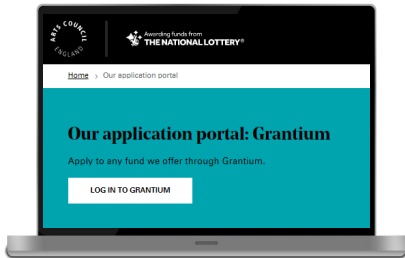 ARTS COUNCIL ENGLAND
Awarding funds from
THE NATIONAL LOTTERY®
Home > Our application portal
Our application portal: Grantium
Apply to any fund we offer through Grantium.
LOG IN TO GRANTIUM